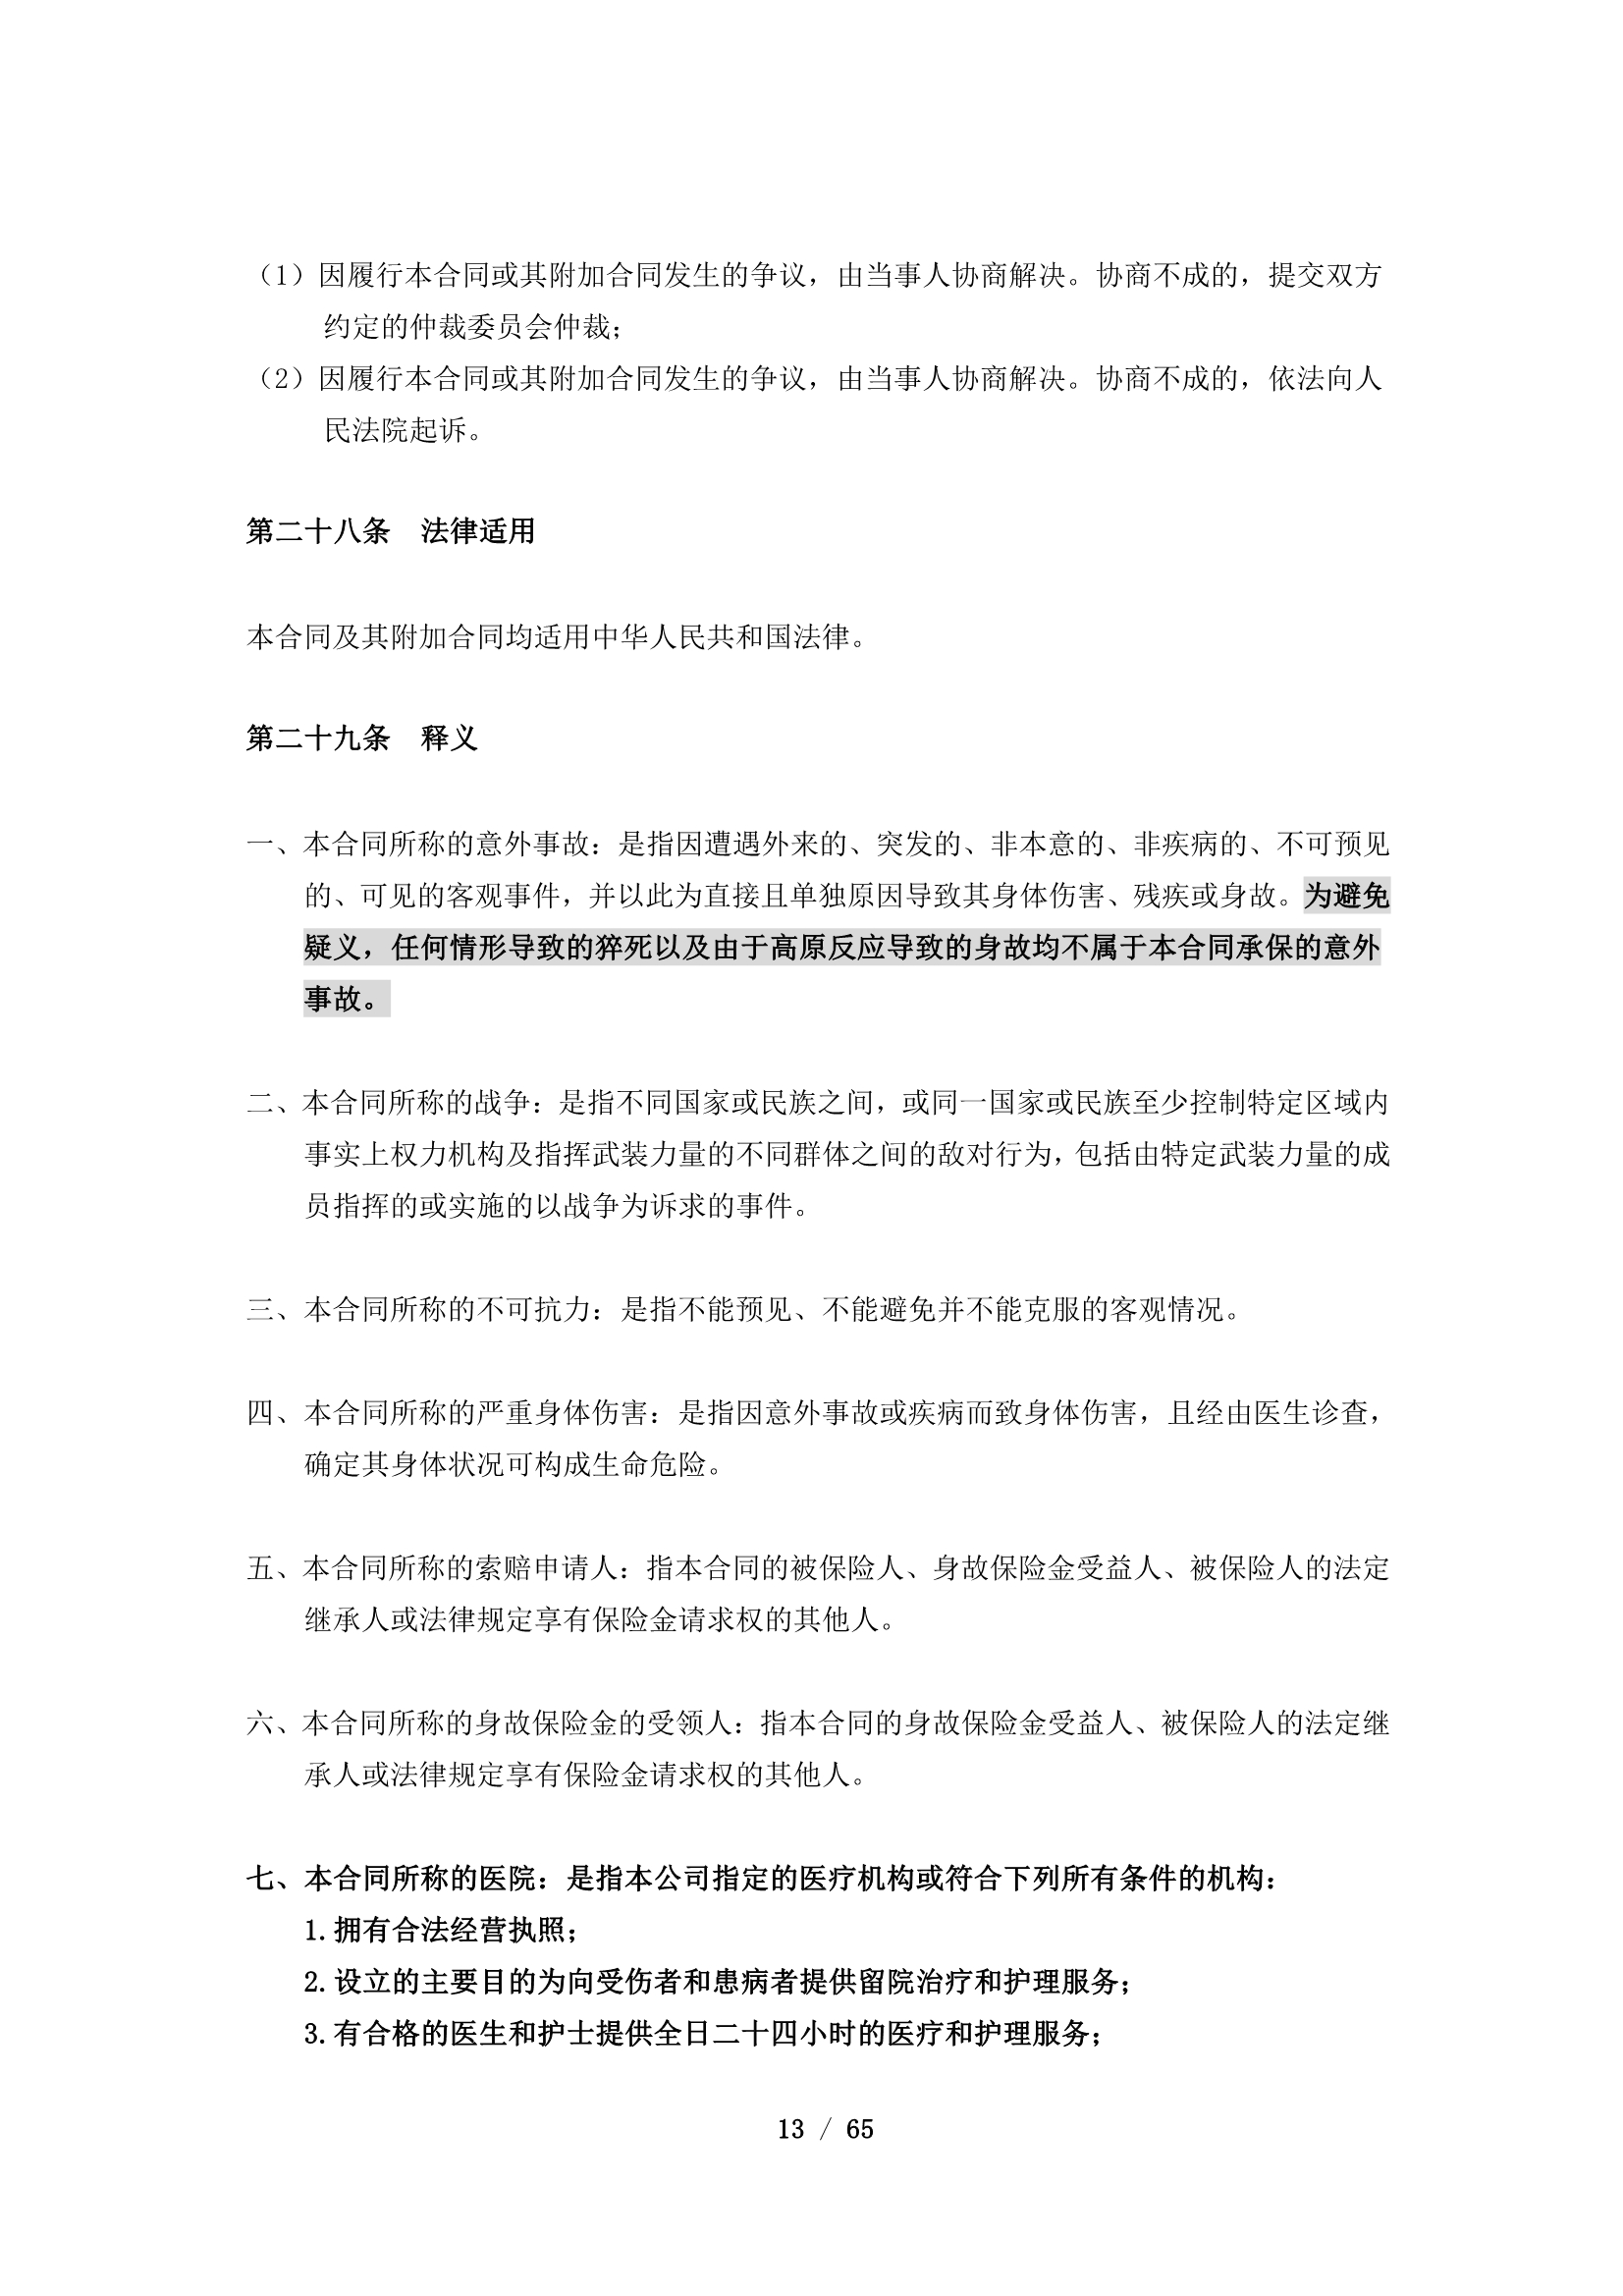 （1）因履行本合同或其附加合同发生的争议，由当事人协商解决。协商不成的，提交双方
约定的仲裁委员会仲裁；
（2）因履行本合同或其附加合同发生的争议，由当事人协商解决。协商不成的，依法向人
民法院起诉。
第二十八条　法律适用
本合同及其附加合同均适用中华人民共和国法律。
第二十九条　释义
一、本合同所称的意外事故：是指因遭遇外来的、突发的、非本意的、非疾病的、不可预见
的、可见的客观事件，并以此为直接且单独原因导致其身体伤害、残疾或身故。为避免
疑义，任何情形导致的猝死以及由于高原反应导致的身故均不属于本合同承保的意外
事故。
二、本合同所称的战争：是指不同国家或民族之间，或同一国家或民族至少控制特定区域内
事实上权力机构及指挥武装力量的不同群体之间的敌对行为，包括由特定武装力量的成
员指挥的或实施的以战争为诉求的事件。
三、本合同所称的不可抗力：是指不能预见、不能避免并不能克服的客观情况。
四、本合同所称的严重身体伤害：是指因意外事故或疾病而致身体伤害，且经由医生诊查，
确定其身体状况可构成生命危险。
五、本合同所称的索赔申请人：指本合同的被保险人、身故保险金受益人、被保险人的法定
继承人或法律规定享有保险金请求权的其他人。
六、本合同所称的身故保险金的受领人：指本合同的身故保险金受益人、被保险人的法定继
承人或法律规定享有保险金请求权的其他人。
七、本合同所称的医院：是指本公司指定的医疗机构或符合下列所有条件的机构：
1.拥有合法经营执照；
2.设立的主要目的为向受伤者和患病者提供留院治疗和护理服务；
3.有合格的医生和护士提供全日二十四小时的医疗和护理服务；
13 / 65